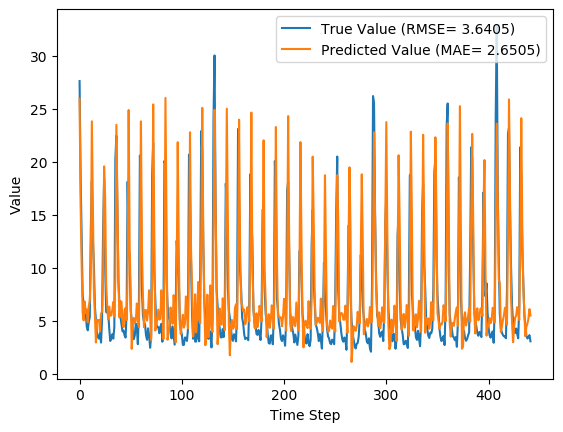 True Value (RMSE= 3.6405)
Predicted Value (MAE= 2.6505)
30
25
20
15
10
5
0
Value
0 100 200 300 400
Time Step